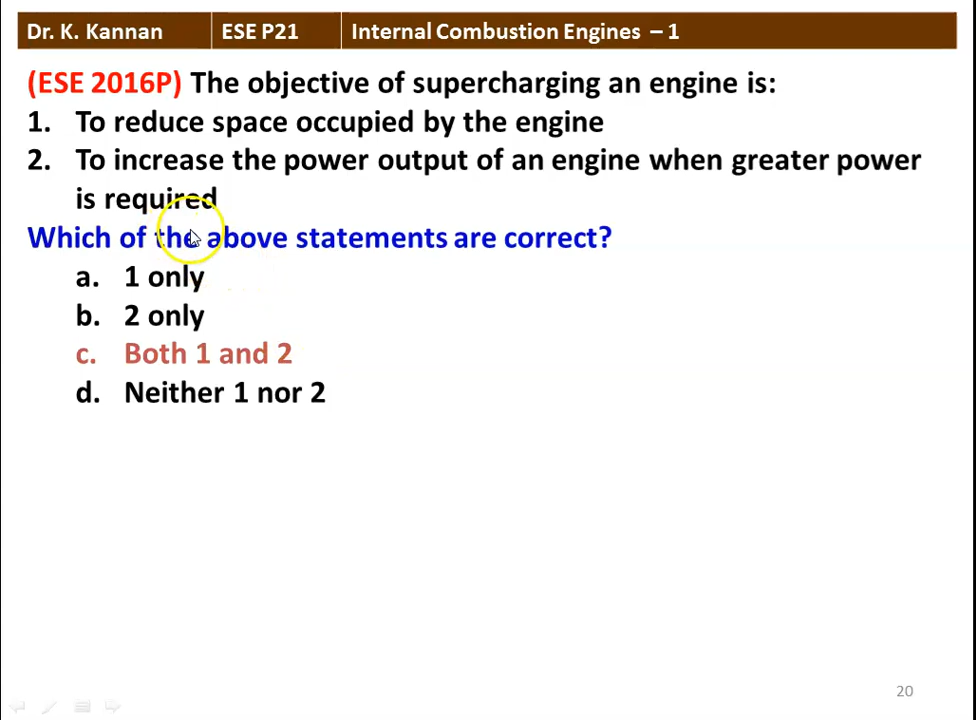 Dr. K. Kannan ESE P21 Internal Combustion Engines – 1
(ESE 2016P) The objective of supercharging an engine is:
1. To reduce space occupied by the engine
2. To increase the power output of an engine when greater power
is required
Which of the above statements are correct?
a. 1 only
b. 2 only
c. Both 1 and 2
d. Neither 1 nor 2
20